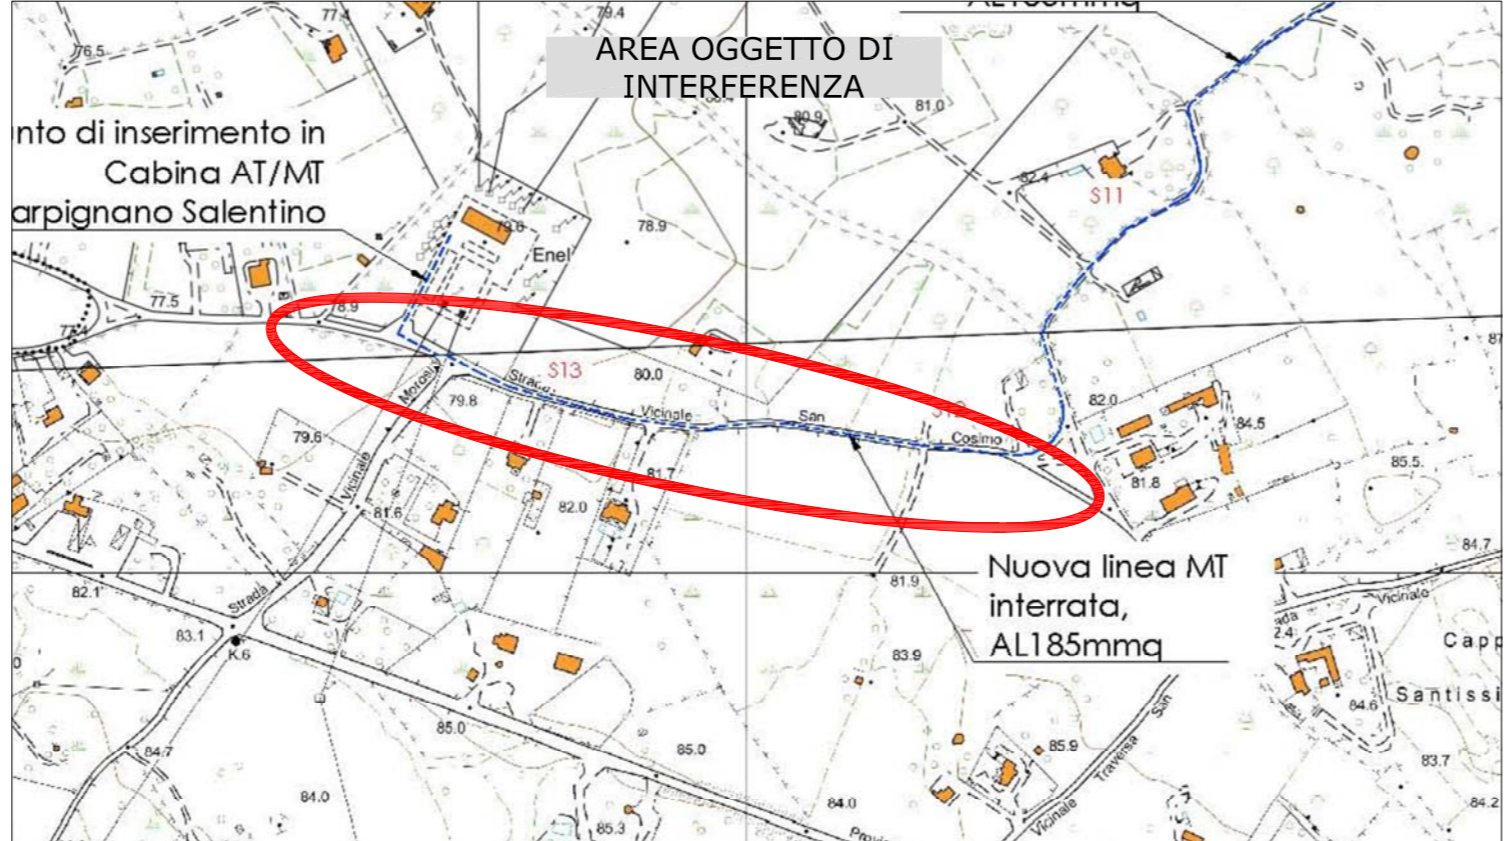 77.4
79.4
76.5
AREA OGGETTO DI
INTERFERENZA
81.0
80.9
nto di inserimento in
Cabina AT/MT
arpignano Salentino
82.4
S11
79.6
78.9
Enel
77.5
78.9
77.4
S13
80.0
Strada
Vicinale
San
Cosimo
79.8
82.0
84.5
79.6
Vicinale
81.7
81.8
85.5
81.6
82.0
Nuova linea MT
interrata,
AL185mmq
84.7
81.9
82.1
Strada
Vicinale
83.1
K.6
83.9
Capp
Santissi
84.6
85.0
85.0
84.7
85.9
San
Traversa
Vicinale
83.7
84.0
84.0
84.2
85.3